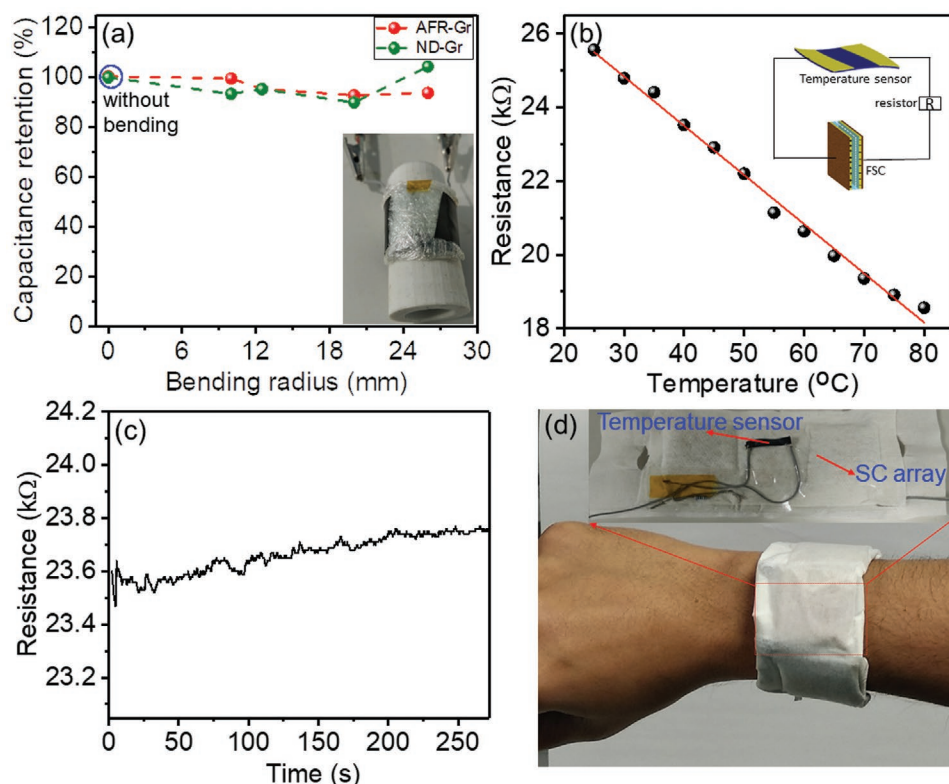 (a)
AFR-Gr
ND-Gr
Capacitance retention (%)
120
100
80
60
40
20
0
without
bending
0 6 12 18 24 30
Bending radius (mm)
(b)
Resistance (kΩ)
26
24
22
20
18
Temperature sensor
resistor
R
FSC
20 30 40 50 60 70 80
Temperature (⁰C)
(c)
Resistance (kΩ)
24.2
24.0
23.8
23.6
23.4
23.2
0 50 100 150 200 250
Time (s)
(d)
Temperature sensor
SC array